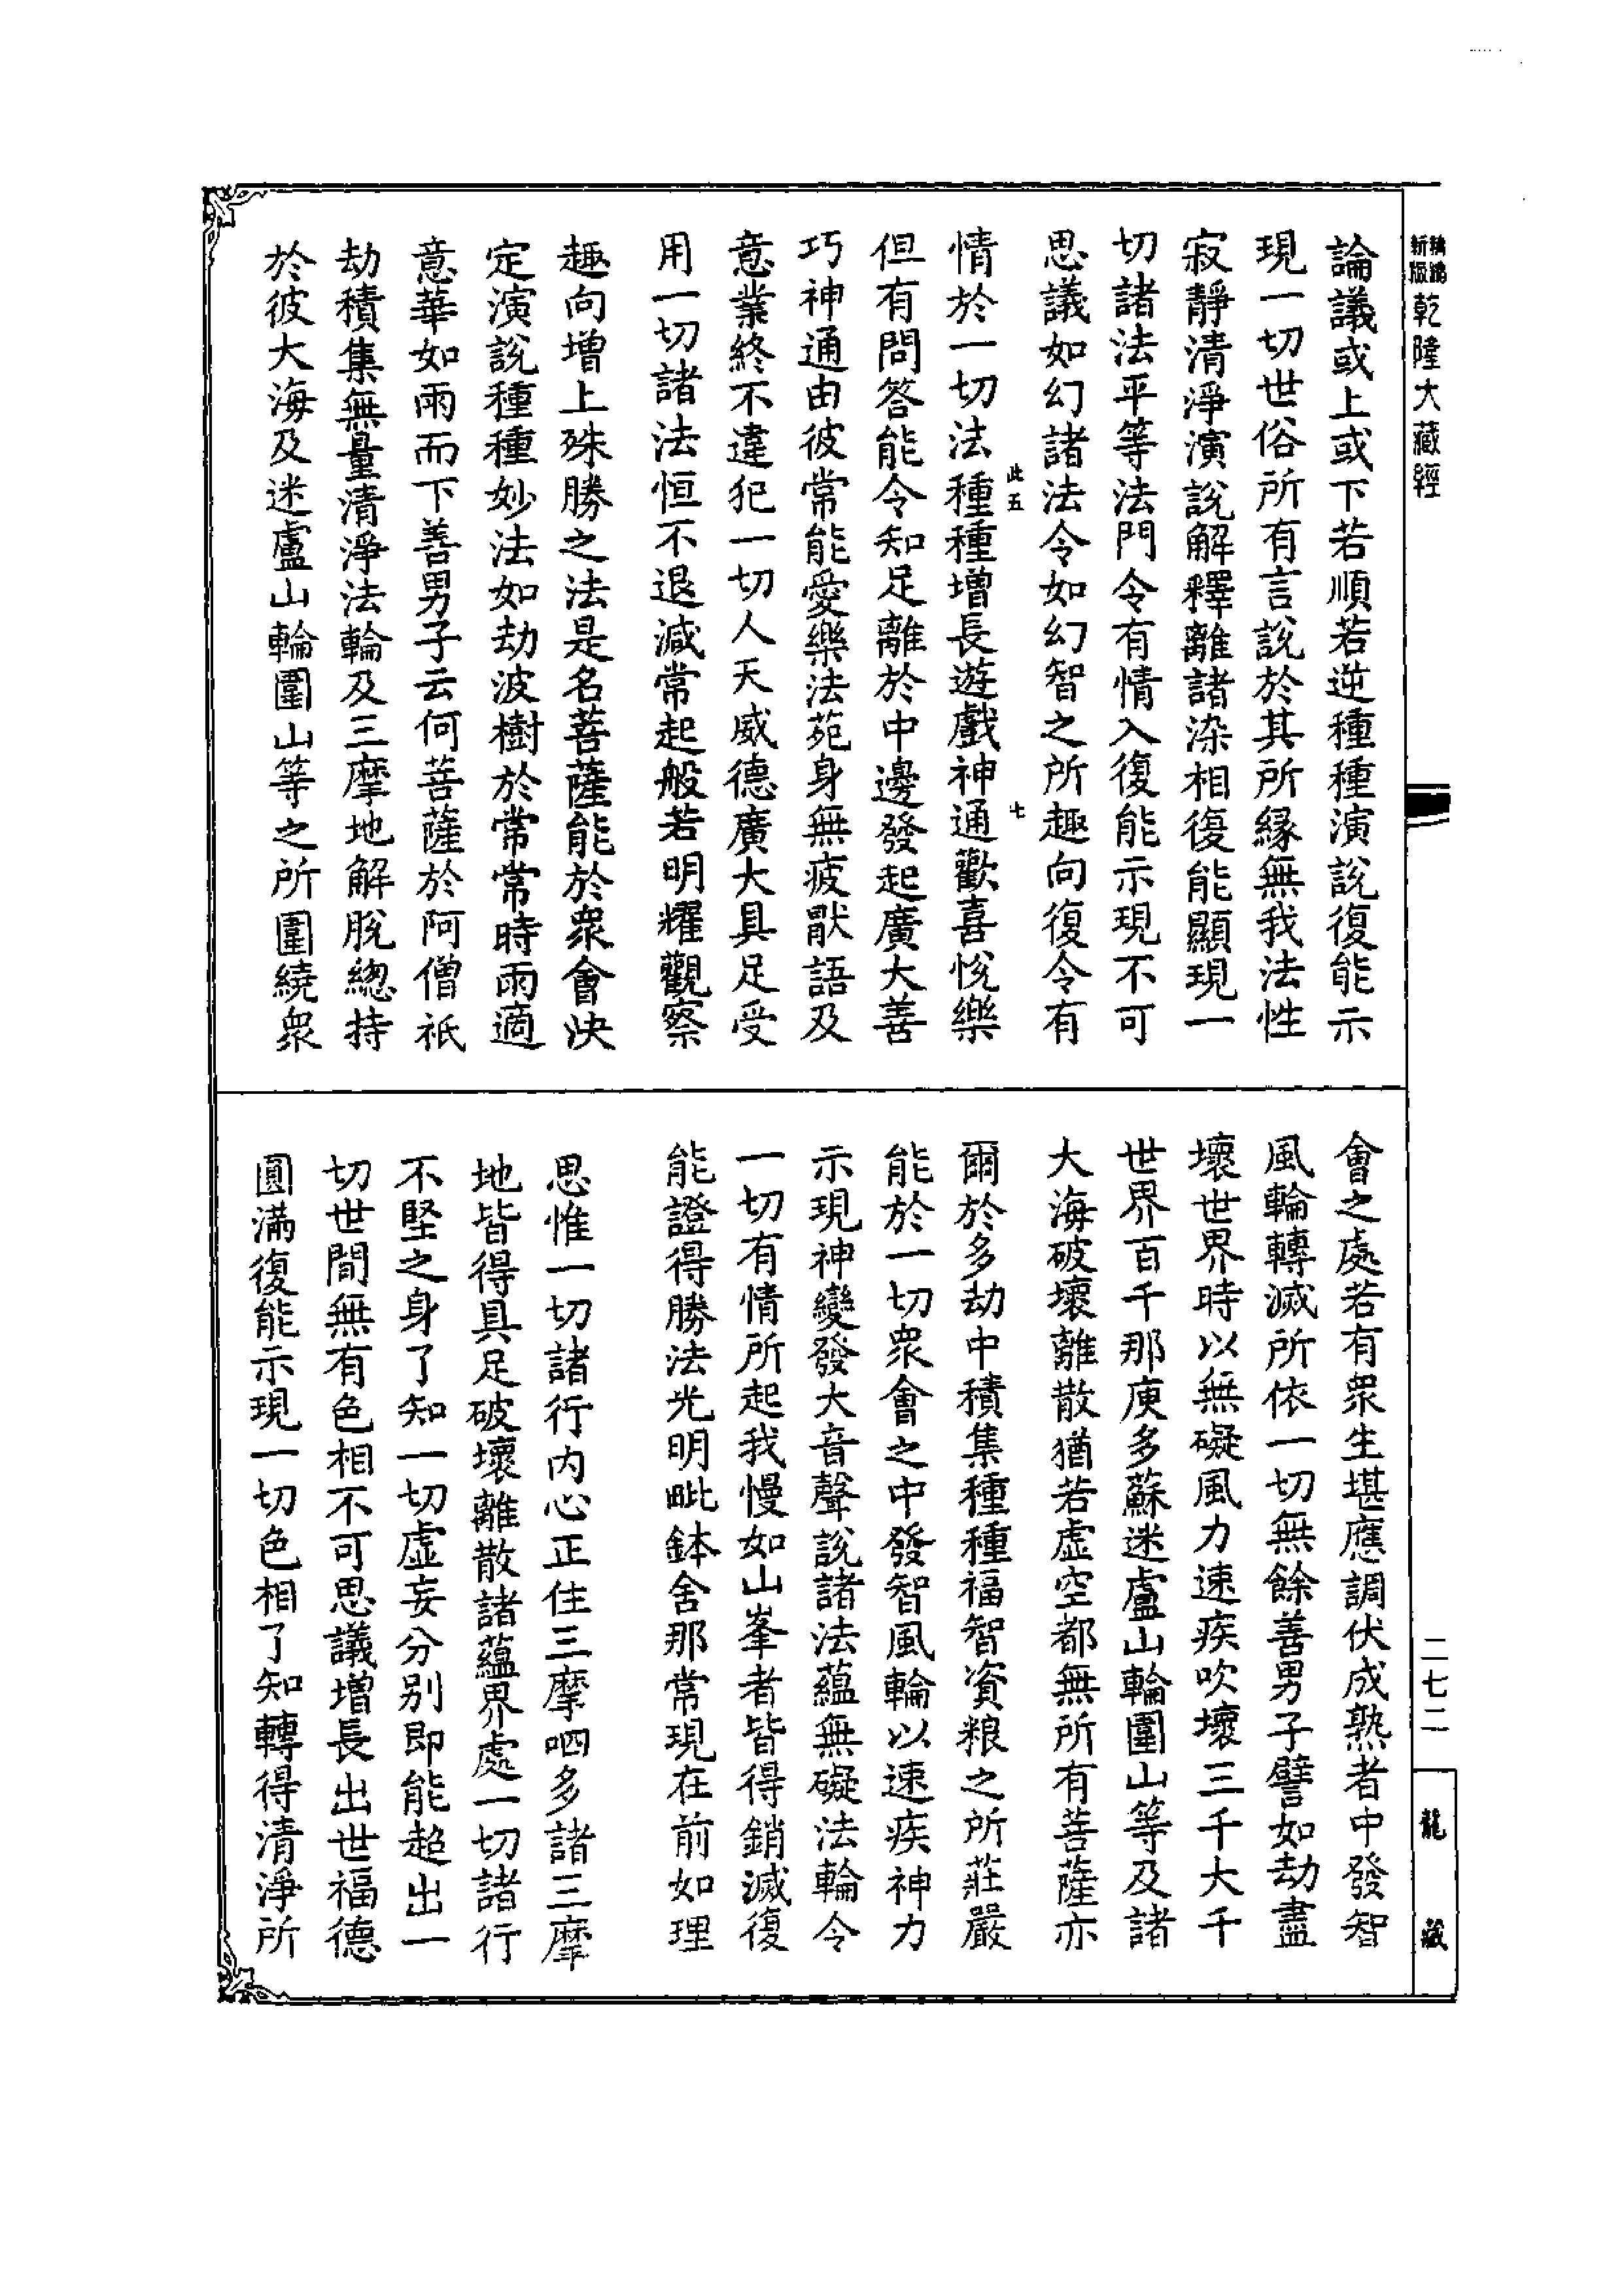 新編縮版
乾隆大藏經
論議或上或下若順若逆種種演說復能示
現一切世俗所有言說於其所緣無我法性
寂靜清淨演說解釋離諸染相復能顯現一
切諸法平等法門令有情入復能示現不可
思議如幻諸法令如幻智之所趣向復令有
此五
七
情於一切法種種增長遊戲神通歡喜悅樂
但有問答能令知足離於中邊發起廣大善
巧神通由彼常能愛樂法苑身無疲猒語及
意業終不違犯一切人天威德廣大具足受
用一切諸法恒不退減常起般若明耀觀察
趣向增上殊勝之法是名菩薩能於衆會決
定演說種種妙法如劫波樹於常常時雨適
意華如雨而下善男子云何菩薩於阿僧祇
劫積集無量清淨法輪及三摩地解脫總持
於彼大海及迷盧山輪圍山等之所圍繞衆
會之處若有衆生堪應調伏成熟者中發智
風輪轉滅所依一切無餘善男子譬如劫盡
壞世界時以無礙風力速疾吹壞三千大千
世界百千那庾多蘇迷盧山輪圍山等及諸
大海破壞離散猶若虛空都無所有菩薩亦
爾於多劫中積集種種福智資糧之所莊嚴
能於一切衆會之中發智風輪以速疾神力
示現神變發大音聲說諸法蘊無礙法輪令
一切有情所起我慢如山峯者皆得銷滅復
能證得勝法光明毗鉢舍那常現在前如理
思惟一切諸行內心正住三摩呬多諸三摩
地皆得具足破壞離散諸蘊界處一切諸行
不堅之身了知一切虛妄分別即能超出一
切世間無有色相不可思議增長出世福德
圓滿復能示現一切色相了知轉得清淨所
二七二
龍藏